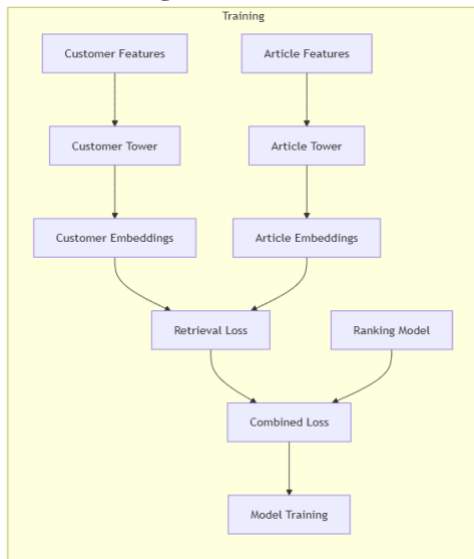 Training
Customer Features
Article Features
Customer Tower
Article Tower
Customer Embeddings
Article Embeddings
Retrieval Loss
Ranking Model
Combined Loss
Model Training